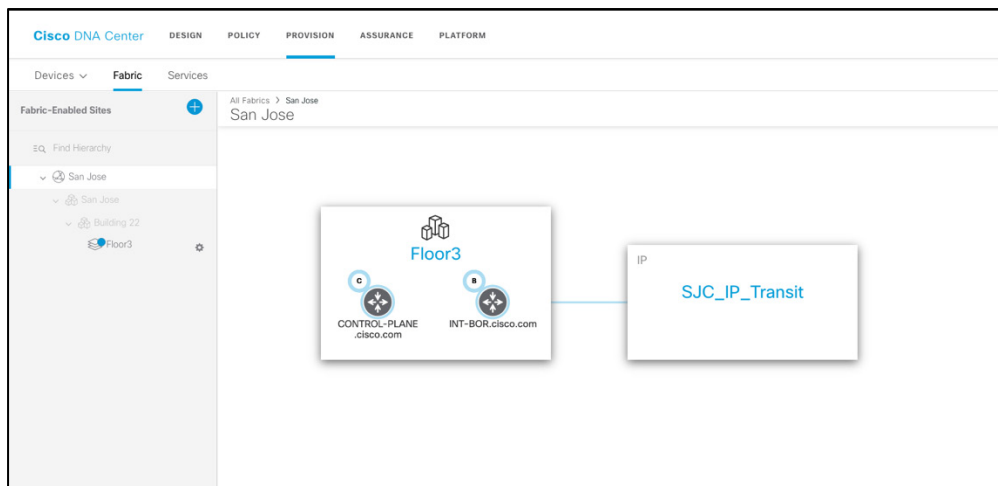 Cisco DNA Center DESIGN POLICY PROVISION ASSURANCE PLATFORM
Devices Fabric Services
Fabric-Enabled Sites
All Fabrics > San Jose
San Jose
EQ Find Hierarchy
San Jose
San Jose
Building 22
Floor3
Floor3
C
B
CONTROL-PLANE
.cisco.com
INT-BOR.cisco.com
IP
SJC_IP_Transit